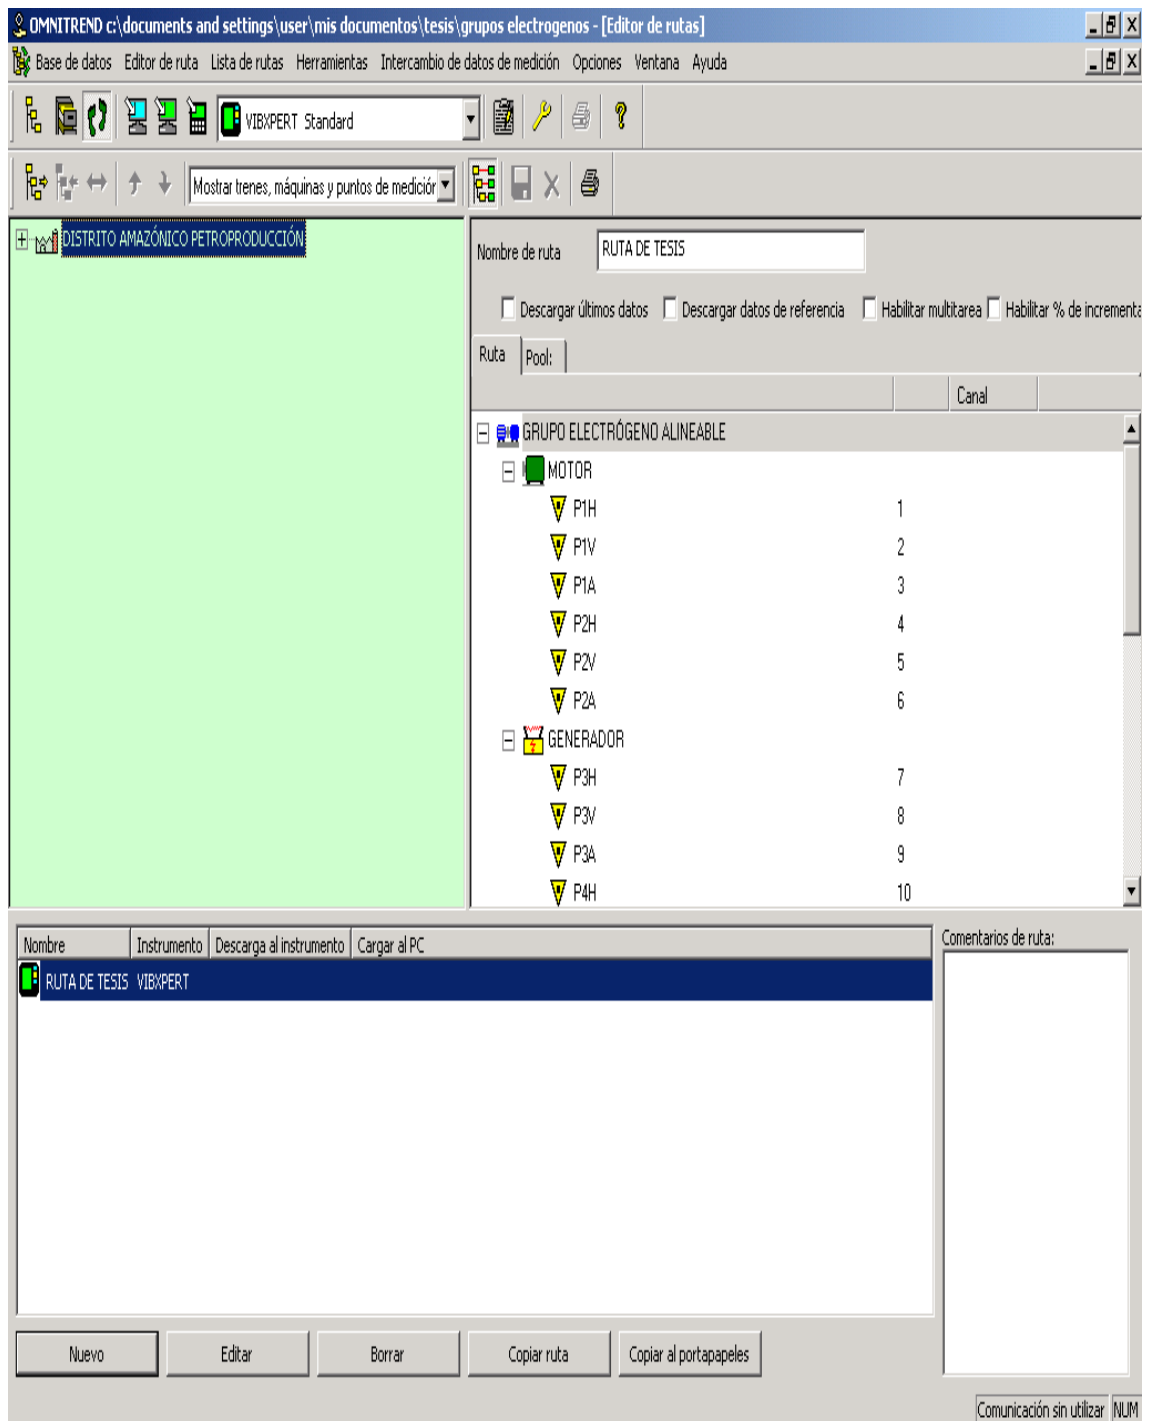 OMNITREND c:\documents and settings\user\mis documentos\tesis\grupos electrogenos - [Editor de rutas]
Base de datos Editor de ruta Lista de rutas Herramientas Intercambio de datos de medición Opciones Ventana Ayuda
VIBXPERT Standard
Mostrar trenes, máquinas y puntos de medición
DISTRITO AMAZÓNICO PETROPRODUCCIÓN
Nombre de ruta RUTA DE TESIS
Descargar últimos datos Descargar datos de referencia Habilitar multitarea Habilitar % de incrementa
Ruta Pool:
Canal
GRUPO ELECTRÓGENO ALINEABLE
MOTOR
P1H 1
P1V 2
P1A 3
P2H 4
P2V 5
P2A 6
GENERADOR
P3H 7
P3V 8
P3A 9
P4H 10
Nombre Instrumento Descarga al instrumento Cargar al PC
RUTA DE TESIS VIBXPERT
Comentarios de ruta:
Nuevo Editar Borrar Copiar ruta Copiar al portapapeles
Comunicación sin utilizar NUM